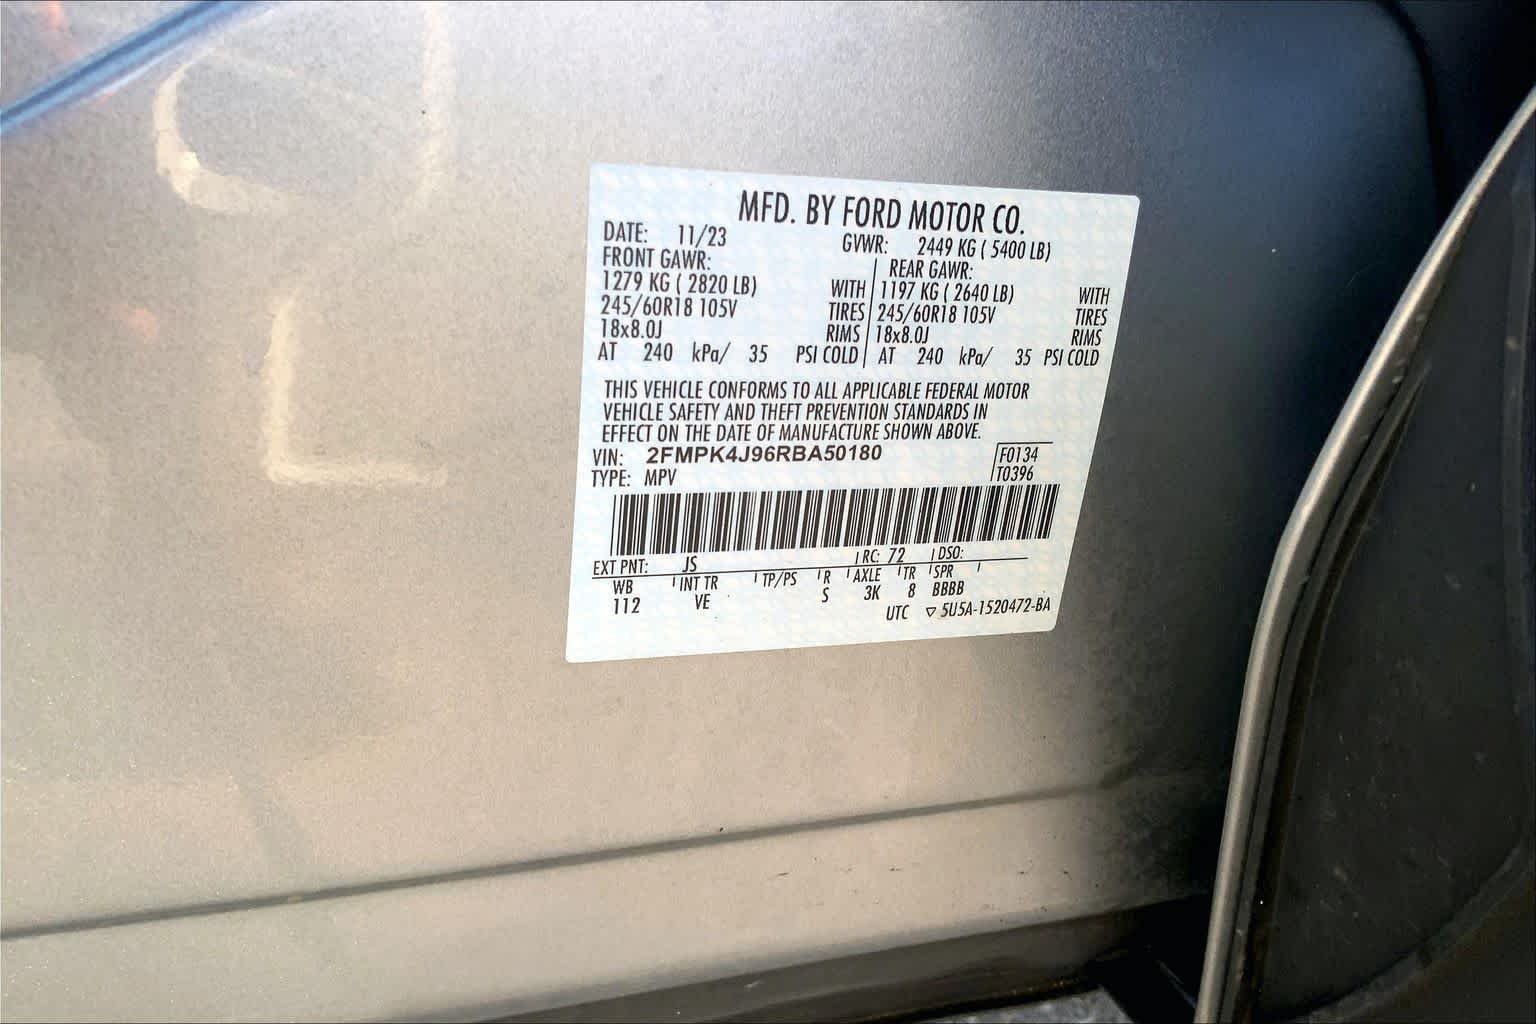 MFD. BY FORD MOTOR CO.
DATE: 11/23 GVWR: 2449 KG ( 5400 LB)
FRONT GAWR: REAR GAWR:
1279 KG ( 2820 LB) WITH 1197 KG ( 2640 LB) WITH
245/60R18 105V TIRES 245/60R18 105V TIRES
18x8.0J RIMS 18x8.0J RIMS
AT 240 kPa/ 35 PSI COLD AT 240 kPa/ 35 PSI COLD
THIS VEHICLE CONFORMS TO ALL APPLICABLE FEDERAL MOTOR
VEHICLE SAFETY AND THEFT PREVENTION STANDARDS IN
EFFECT ON THE DATE OF MANUFACTURE SHOWN ABOVE.
VIN: 2FMPK4J96RBA50180 F0134
TYPE: MPV T0396
EXT PNT: JS RC: 72 DSO:
WB INT TR TP/PS R AXLE TR SPR
112 VE S 3K 8 BBBB
UTC ▽ 5U5A-1520472-BA